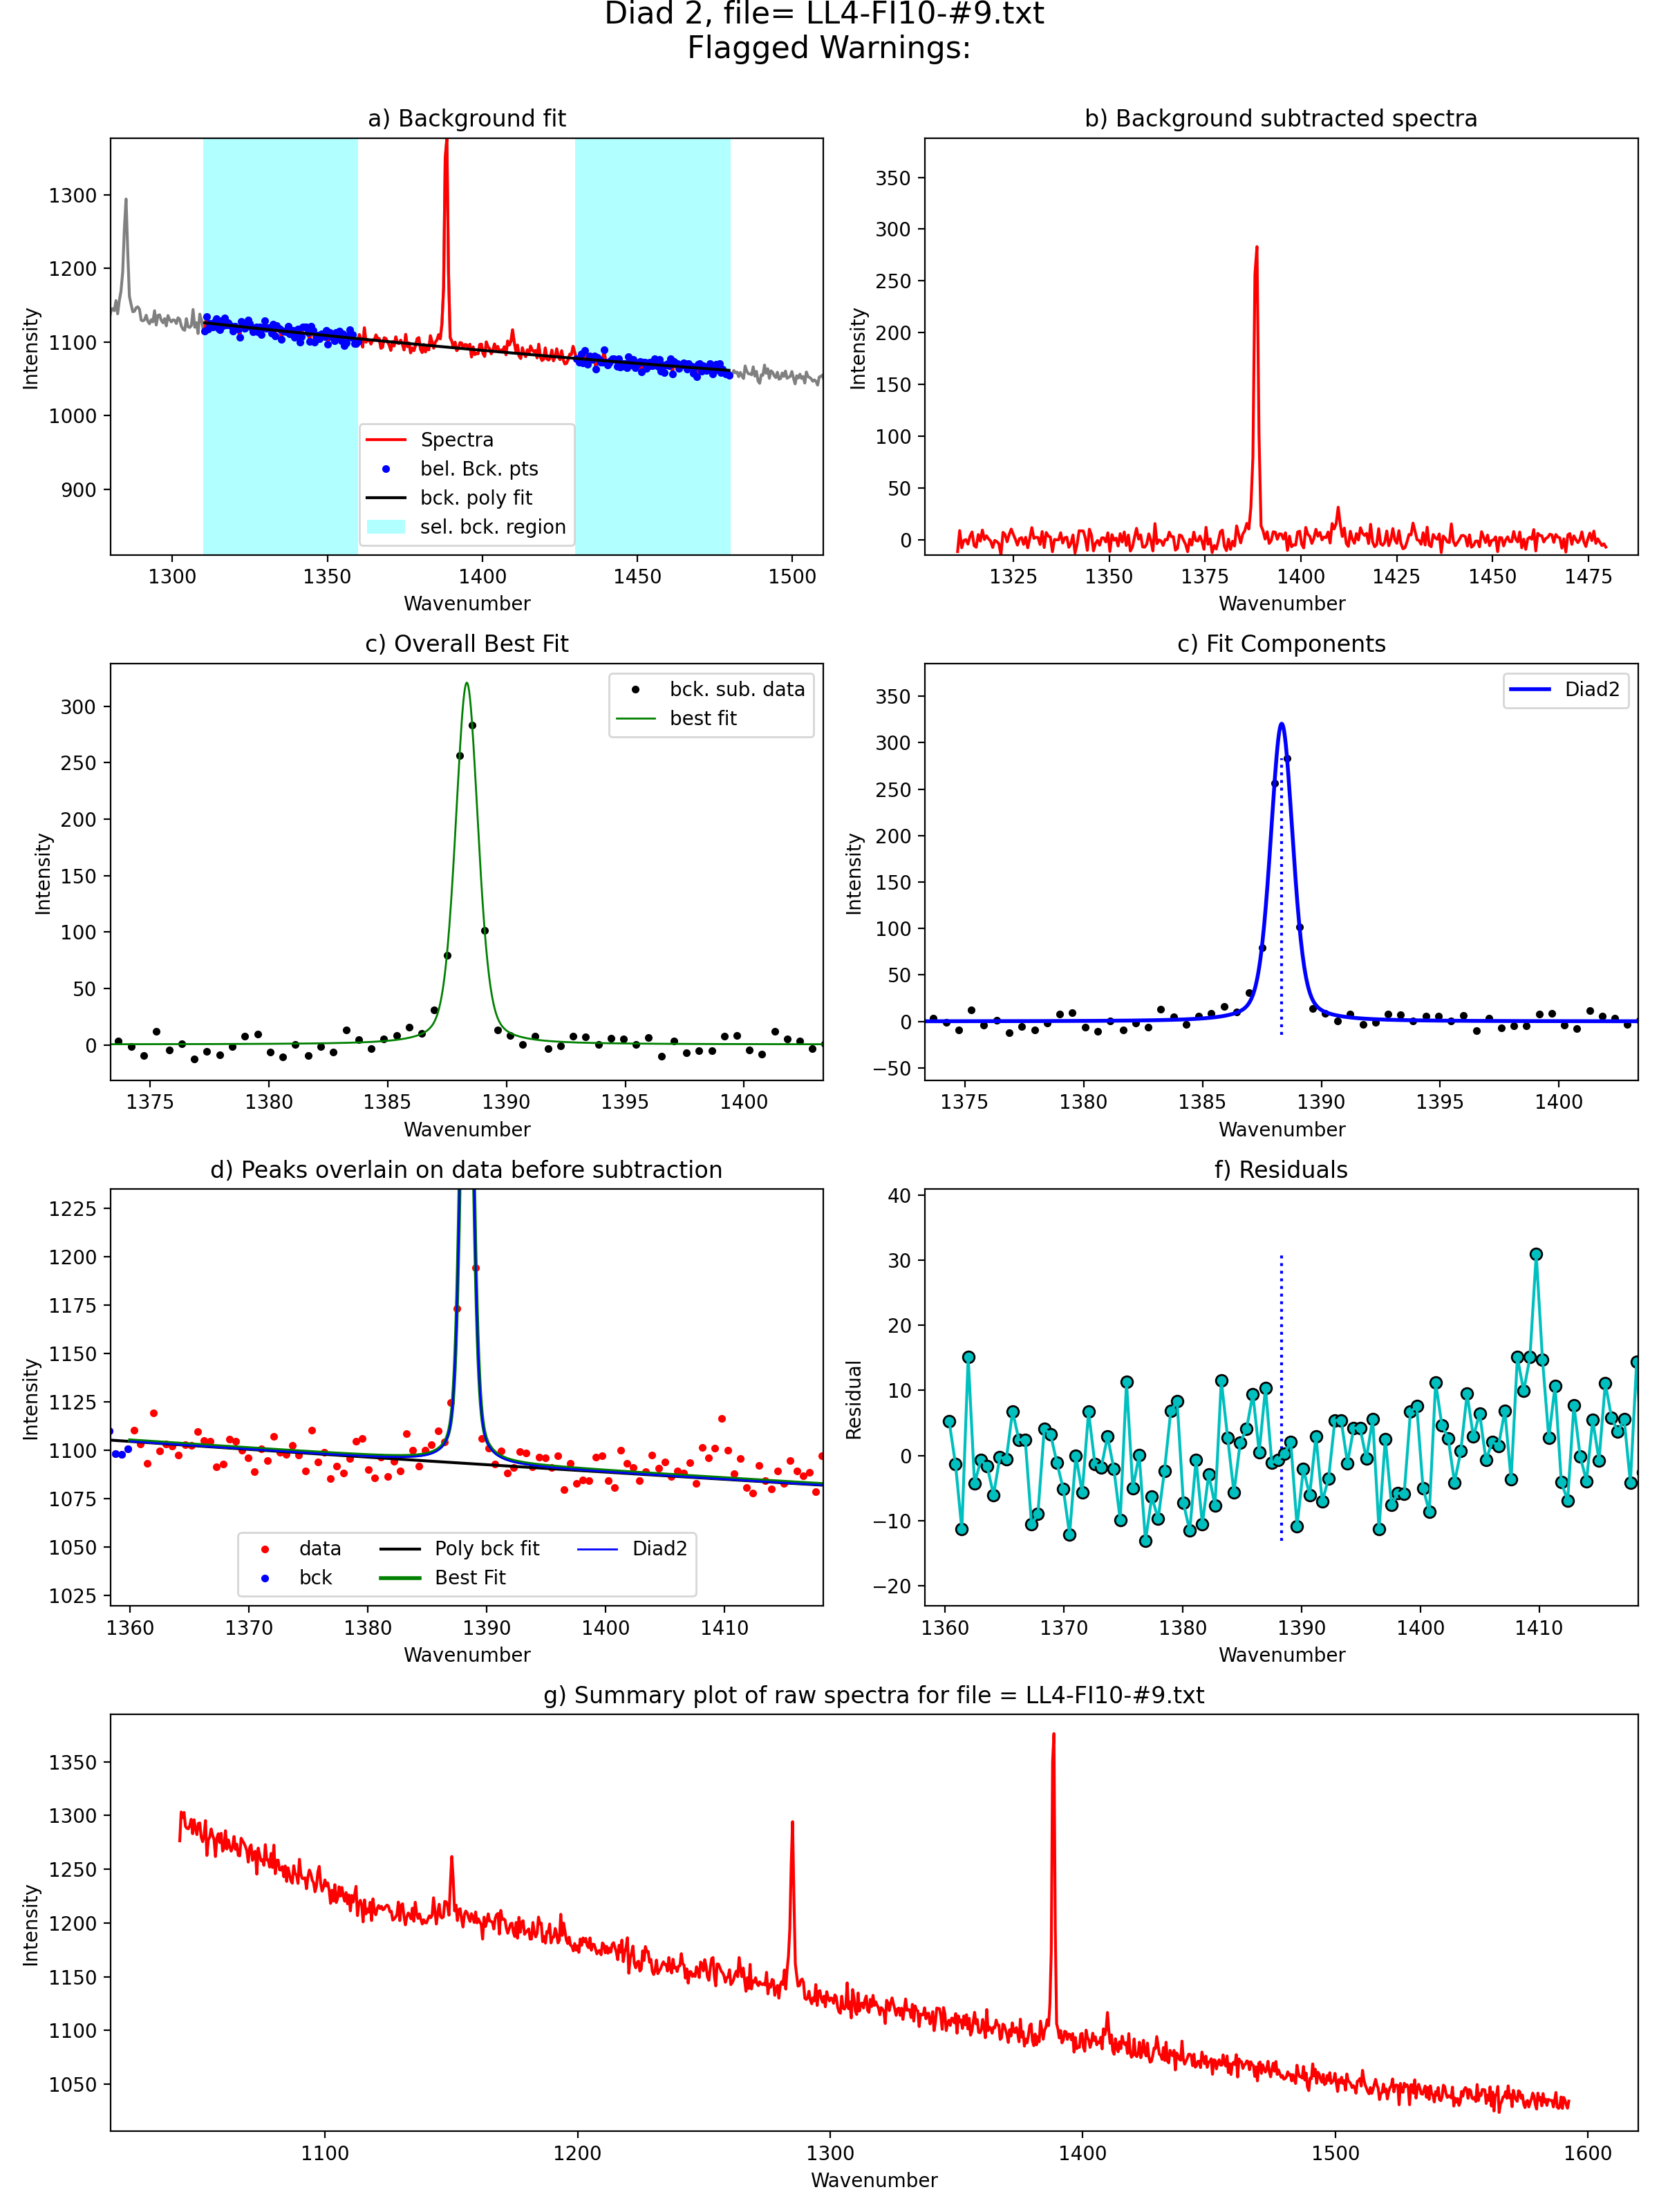 Diad 2, file= LL4-FI10-#9.txt
Flagged Warnings:
a) Background fit
1300
1200
1100
1000
900
Intensity
Spectra
bel. Bck. pts
bck. poly fit
sel. bck. region
1300 1350 1400 1450 1500
Wavenumber
b) Background subtracted spectra
350
300
250
200
150
100
50
0
Intensity
1325 1350 1375 1400 1425 1450 1475
Wavenumber
c) Overall Best Fit
300
250
200
150
100
50
0
Intensity
bck. sub. data
best fit
1375 1380 1385 1390 1395 1400
Wavenumber
c) Fit Components
350
300
250
200
150
100
50
0
−50
Intensity
Diad2
1375 1380 1385 1390 1395 1400
Wavenumber
d) Peaks overlain on data before subtraction
1225
1200
1175
1150
1125
1100
1075
1050
1025
Intensity
data
bck
Poly bck fit
Best Fit
Diad2
1360 1370 1380 1390 1400 1410
Wavenumber
f) Residuals
40
30
20
10
0
−10
−20
Residual
1360 1370 1380 1390 1400 1410
Wavenumber
g) Summary plot of raw spectra for file = LL4-FI10-#9.txt
1350
1300
1250
1200
1150
1100
1050
Intensity
1100 1200 1300 1400 1500 1600
Wavenumber